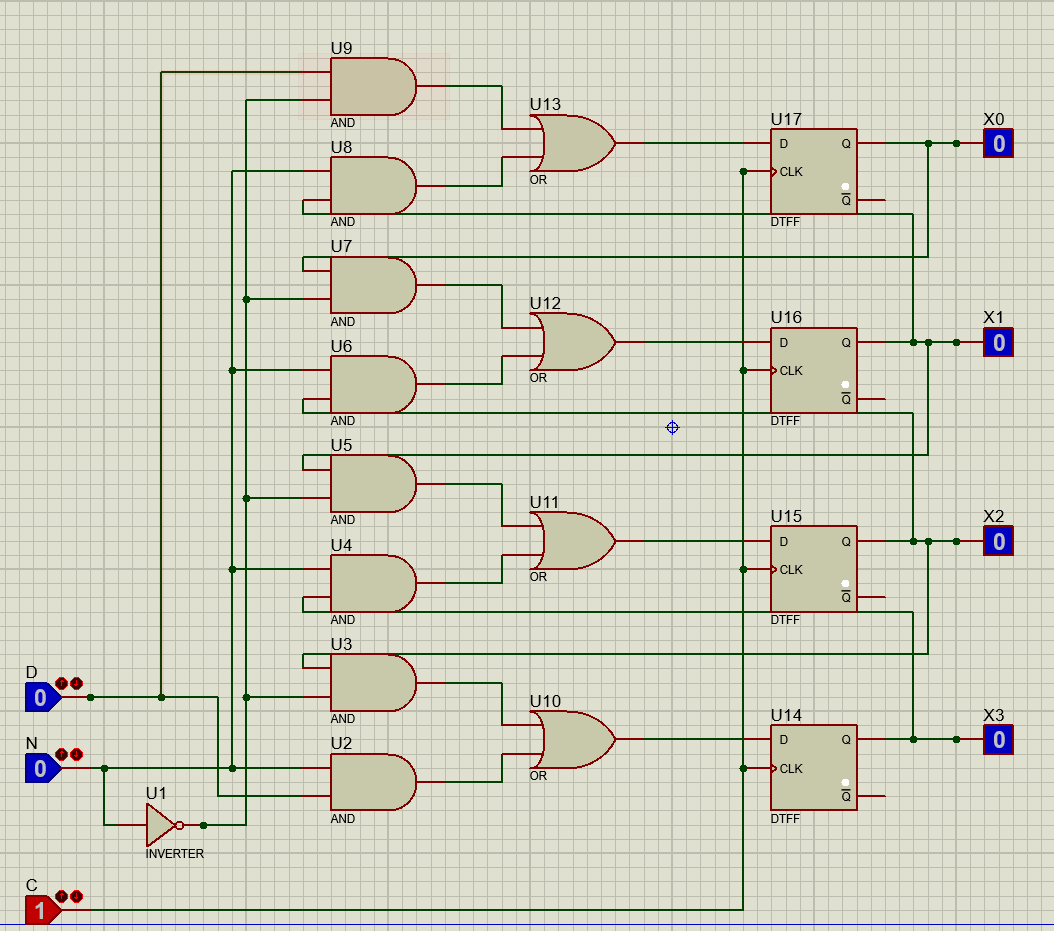 U9
AND
U8
AND
U13
OR
U17
D
Q
CLK
Q
DTFF
X0
0
U7
AND
U6
AND
U12
OR
U16
D
Q
CLK
Q
DTFF
X1
0
U5
AND
U4
AND
U11
OR
U15
D
Q
CLK
Q
DTFF
X2
0
U3
AND
U2
AND
U10
OR
U14
D
Q
CLK
Q
DTFF
X3
0
D
0
N
0
U1
INVERTER
C
1